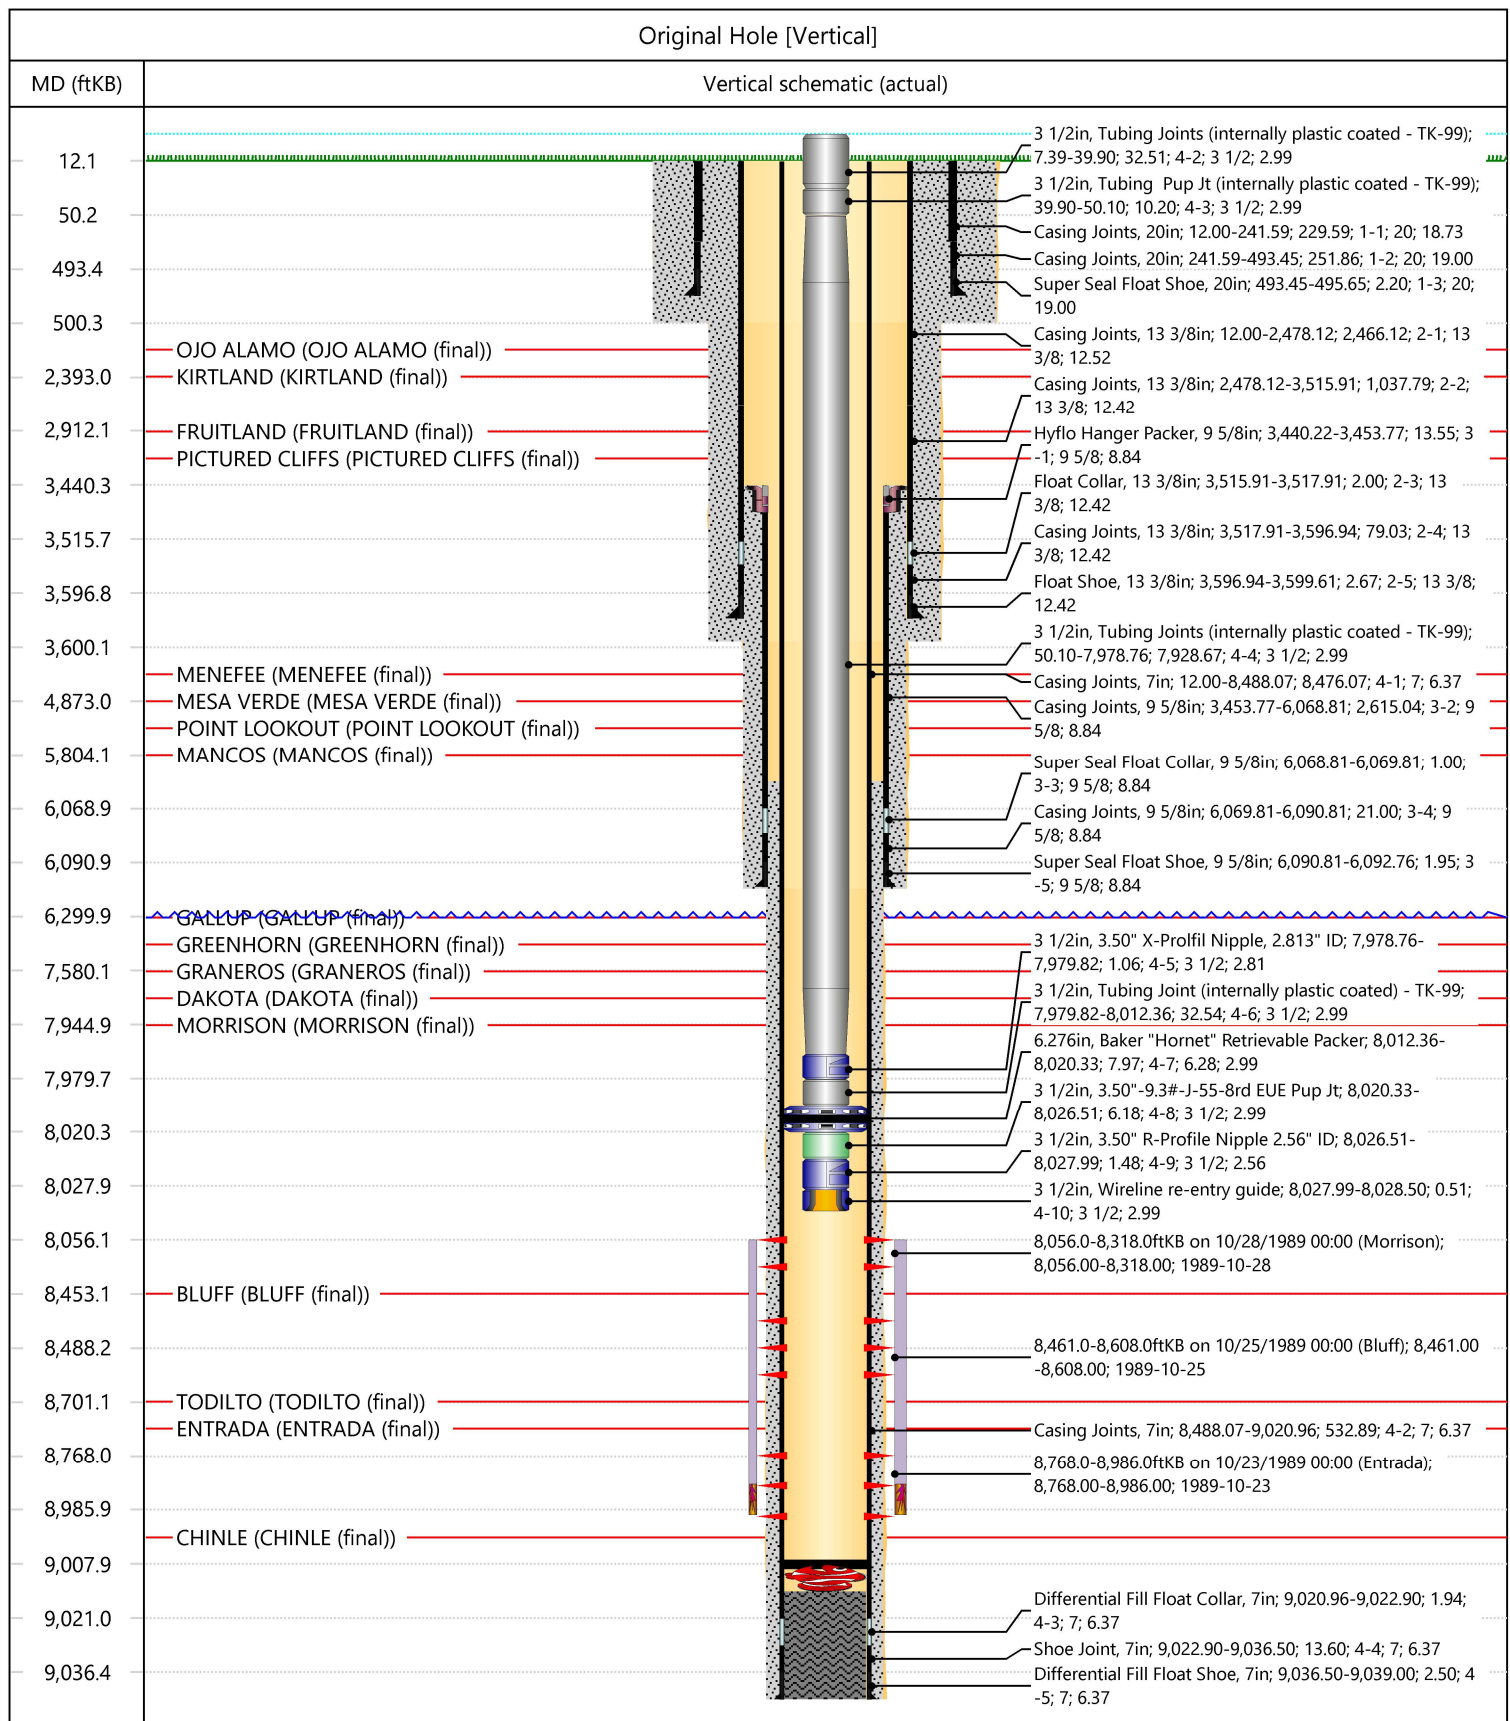 Original Hole [Vertical]
MD (ftKB)
Vertical schematic (actual)
12.1
50.2
493.4
500.3
2,393.0
2,912.1
3,440.3
3,515.7
3,596.8
3,600.1
4,873.0
5,804.1
6,068.9
6,090.9
6,299.9
7,580.1
7,944.9
7,979.7
8,020.3
8,027.9
8,056.1
8,453.1
8,488.2
8,701.1
8,768.0
8,985.9
9,007.9
9,021.0
9,036.4
OJO ALAMO (OJO ALAMO (final))
KIRTLAND (KIRTLAND (final))
FRUITLAND (FRUITLAND (final))
PICTURED CLIFFS (PICTURED CLIFFS (final))
MENEFEE (MENEFEE (final))
MESA VERDE (MESA VERDE (final))
POINT LOOKOUT (POINT LOOKOUT (final))
MANCOS (MANCOS (final))
GALLUP (GALLUP (final))
GREENHORN (GREENHORN (final))
GRANEROS (GRANEROS (final))
DAKOTA (DAKOTA (final))
MORRISON (MORRISON (final))
BLUFF (BLUFF (final))
TODILTO (TODILTO (final))
ENTRADA (ENTRADA (final))
CHINLE (CHINLE (final))
3 1/2in, Tubing Joints (internally plastic coated - TK-99);
7.39-39.90; 32.51; 4-2; 3 1/2; 2.99
3 1/2in, Tubing  Pup Jt (internally plastic coated - TK-99);
39.90-50.10; 10.20; 4-3; 3 1/2; 2.99
Casing Joints, 20in; 12.00-241.59; 229.59; 1-1; 20; 18.73
Casing Joints, 20in; 241.59-493.45; 251.86; 1-2; 20; 19.00
Super Seal Float Shoe, 20in; 493.45-495.65; 2.20; 1-3; 20;
19.00
Casing Joints, 13 3/8in; 12.00-2,478.12; 2,466.12; 2-1; 13
3/8; 12.52
Casing Joints, 13 3/8in; 2,478.12-3,515.91; 1,037.79; 2-2;
13 3/8; 12.42
Hyflo Hanger Packer, 9 5/8in; 3,440.22-3,453.77; 13.55; 3
-1; 9 5/8; 8.84
Float Collar, 13 3/8in; 3,515.91-3,517.91; 2.00; 2-3; 13
3/8; 12.42
Casing Joints, 13 3/8in; 3,517.91-3,596.94; 79.03; 2-4; 13
3/8; 12.42
Float Shoe, 13 3/8in; 3,596.94-3,599.61; 2.67; 2-5; 13 3/8;
12.42
3 1/2in, Tubing Joints (internally plastic coated - TK-99);
50.10-7,978.76; 7,928.67; 4-4; 3 1/2; 2.99
Casing Joints, 7in; 12.00-8,488.07; 8,476.07; 4-1; 7; 6.37
Casing Joints, 9 5/8in; 3,453.77-6,068.81; 2,615.04; 3-2; 9
5/8; 8.84
Super Seal Float Collar, 9 5/8in; 6,068.81-6,069.81; 1.00;
3-3; 9 5/8; 8.84
Casing Joints, 9 5/8in; 6,069.81-6,090.81; 21.00; 3-4; 9
5/8; 8.84
Super Seal Float Shoe, 9 5/8in; 6,090.81-6,092.76; 1.95; 3
-5; 9 5/8; 8.84
3 1/2in, 3.50" X-Prolfil Nipple, 2.813" ID; 7,978.76-
7,979.82; 1.06; 4-5; 3 1/2; 2.81
3 1/2in, Tubing Joint (internally plastic coated) - TK-99;
7,979.82-8,012.36; 32.54; 4-6; 3 1/2; 2.99
6.276in, Baker "Hornet" Retrievable Packer; 8,012.36-
8,020.33; 7.97; 4-7; 6.28; 2.99
3 1/2in, 3.50"-9.3#-J-55-8rd EUE Pup Jt; 8,020.33-
8,026.51; 6.18; 4-8; 3 1/2; 2.99
3 1/2in, 3.50" R-Profile Nipple 2.56" ID; 8,026.51-
8,027.99; 1.48; 4-9; 3 1/2; 2.56
3 1/2in, Wireline re-entry guide; 8,027.99-8,028.50; 0.51;
4-10; 3 1/2; 2.99
8,056.0-8,318.0ftKB on 10/28/1989 00:00 (Morrison);
8,056.00-8,318.00; 1989-10-28
8,461.0-8,608.0ftKB on 10/25/1989 00:00 (Bluff); 8,461.00
-8,608.00; 1989-10-25
Casing Joints, 7in; 8,488.07-9,020.96; 532.89; 4-2; 7; 6.37
8,768.0-8,986.0ftKB on 10/23/1989 00:00 (Entrada);
8,768.00-8,986.00; 1989-10-23
Differential Fill Float Collar, 7in; 9,020.96-9,022.90; 1.94;
4-3; 7; 6.37
Shoe Joint, 7in; 9,022.90-9,036.50; 13.60; 4-4; 7; 6.37
Differential Fill Float Shoe, 7in; 9,036.50-9,039.00; 2.50; 4
-5; 7; 6.37